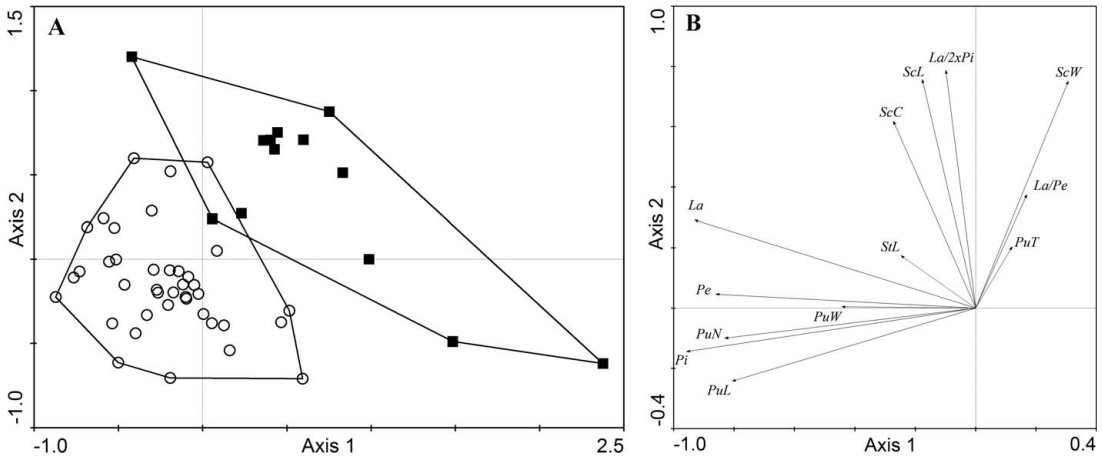 A
1.5
Axis 2
-1.0
-1.0
Axis 1
2.5
B
1.0
Axis 2
-0.4
-1.0
Axis 1
0.4
La/2xPi
ScL
ScW
ScC
La/Pe
La
PuT
StL
Pe
PuW
PuN
Pi
PuL